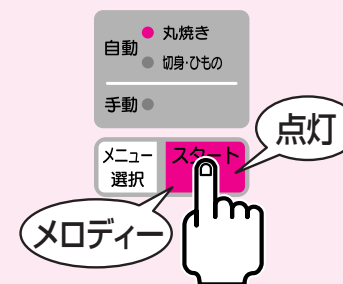 自動
丸焼き
切身・ひもの
手動
点灯
メニュー
選択
スタート
メロディー